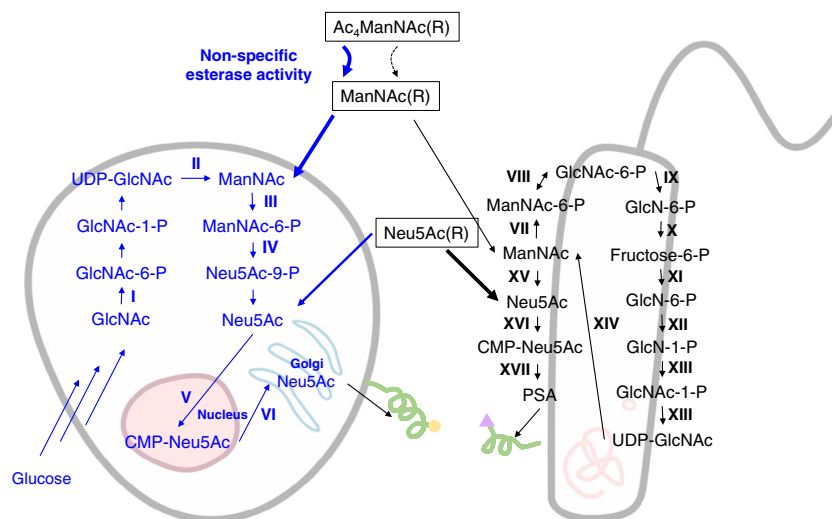 Ac₄ManNAc(R)
Non-specific
esterase activity
ManNAc(R)
II
UDP-GlcNAc
ManNAc
III
GlcNAc-1-P
ManNAc-6-P
IV
GlcNAc-6-P
Neu5Ac-9-P
I
GlcNAc
Neu5Ac
Golgi
Neu5Ac
V
Nucleus
VI
CMP-Neu5Ac
Glucose
Neu5Ac(R)
VIII
GlcNAc-6-P
IX
ManNAc-6-P
GlcN-6-P
VII
X
ManNAc
Fructose-6-P
XV
XI
Neu5Ac
GlcN-6-P
XVI
XIV
XII
CMP-Neu5Ac
GlcN-1-P
XVII
XIII
PSA
GlcNAc-1-P
XIII
UDP-GlcNAc